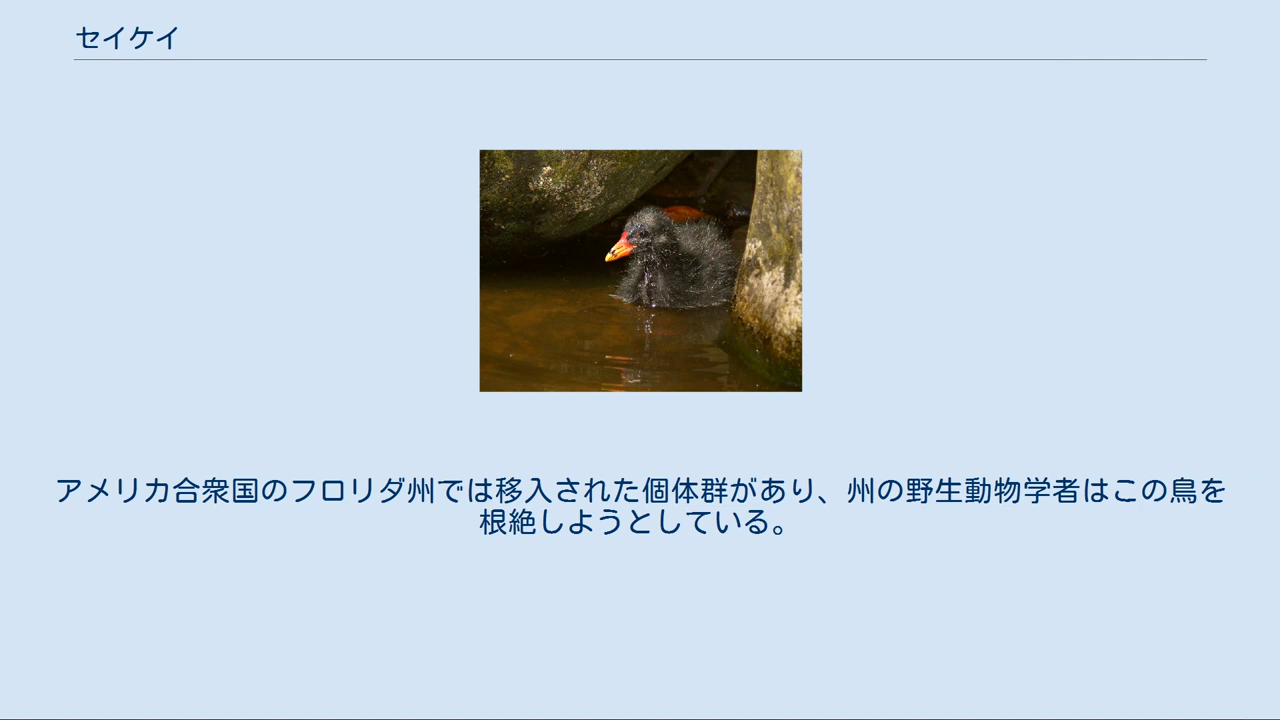 セイケイ
アメリカ合衆国のフロリダ州では移入された個体群があり、州の野生動物学者はこの鳥を
根絶しようとしている。